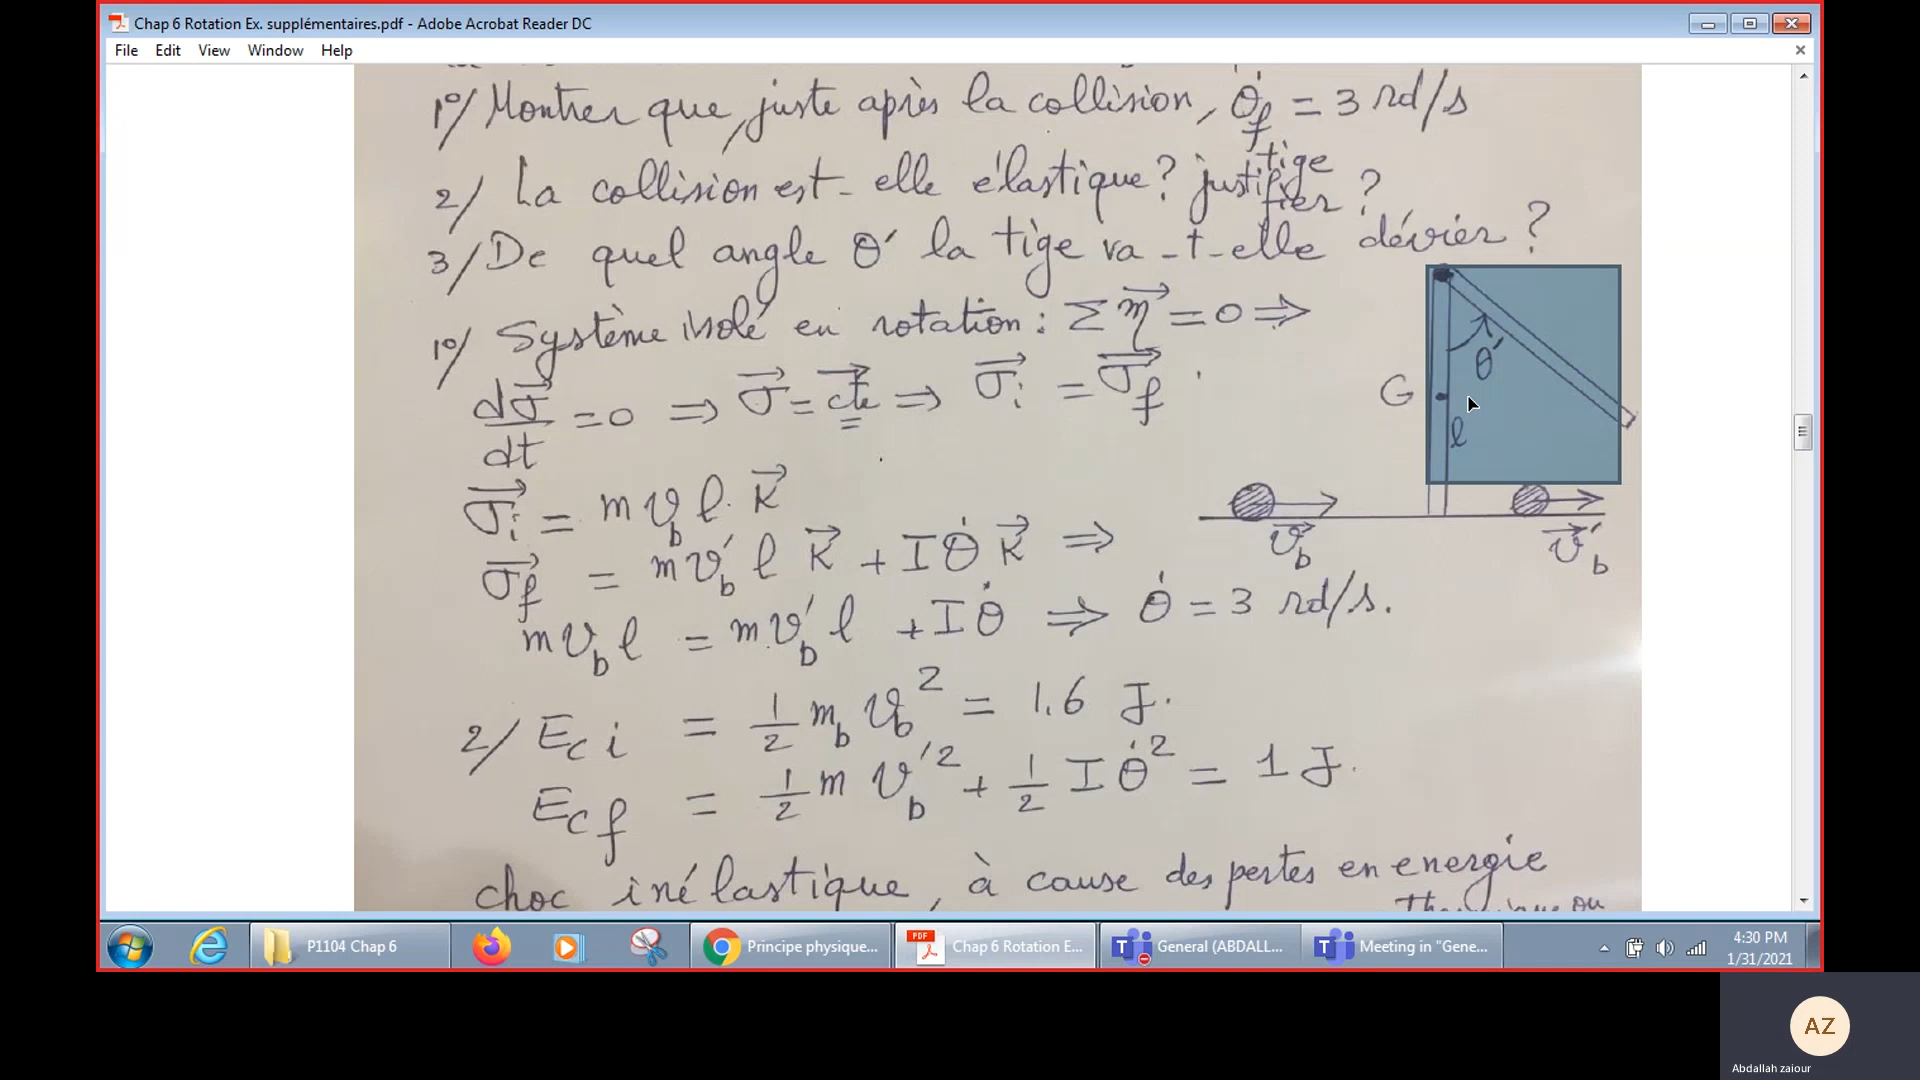 Chap 6 Rotation Ex. supplémentaires.pdf - Adobe Acrobat Reader DC
File Edit View Window Help
1°/ Montrer que, juste après la collision, θ̇f = 3 rd/s
tige
2/ La collision est-elle élastique? justifier?
3/ De quel angle θ' la tige va-t-elle dévier?
1°/ Système isolé en rotation: Σ𝓂⃗ = 0 ⇒
dσ⃗/dt = 0 ⇒ σ⃗ = cte⃗ ⇒ σ⃗i = σ⃗f
G
θ'
l
σ⃗i = m vb l. K⃗
v⃗b
v⃗'b
σ⃗f = m v'b l K⃗ + I θ̇ K⃗ ⇒
m vb l = m v'b l + I θ̇ ⇒ θ̇ = 3 rd/s.
2/ Eci = 1/2 mb vb² = 1.6 J.
Ecf = 1/2 m v'b² + 1/2 I θ̇² = 1 J.
choc inélastique, à cause des pertes en energie
ou
P1104 Chap 6
Principe physique...
PDF
Chap 6 Rotation E...
General (ABDALL...
Meeting in "Gene...
4:30 PM
1/31/2021
AZ
Abdallah zaiour